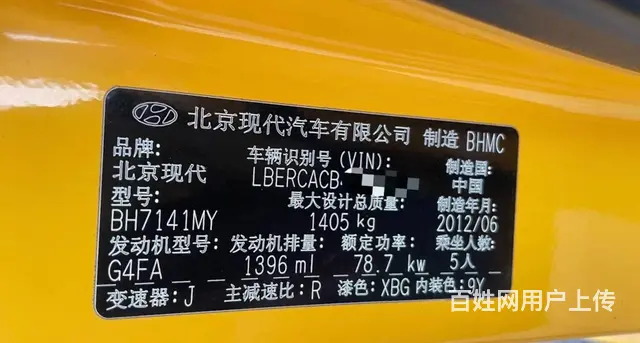 北京现代汽车有限公司 制造 BHMC
品牌: 车辆识别号 (VIN): 制造国:
北京现代 LBERCACB 中国
型号: 最大设计总质量: 制造年月:
BH7141MY 1405 kg 2012/06
发动机型号: 发动机排量: 额定功率: 乘坐人数:
G4FA 1396 ml 78.7 kw 5人
变速器: J 主减速比: R 漆色: XBG 内装色: 9Y
百姓网用户上传